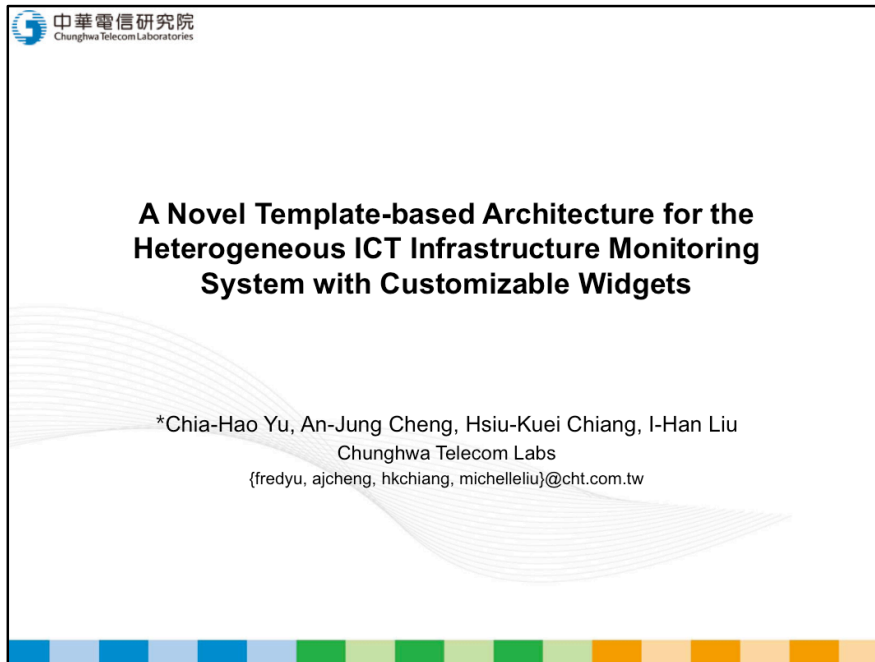 中華電信研究院
Chunghwa Telecom Laboratories
A Novel Template-based Architecture for the
Heterogeneous ICT Infrastructure Monitoring
System with Customizable Widgets
*Chia-Hao Yu, An-Jung Cheng, Hsiu-Kuei Chiang, I-Han Liu
Chunghwa Telecom Labs
{fredyu, ajcheng, hkchiang, michelleliu}@cht.com.tw